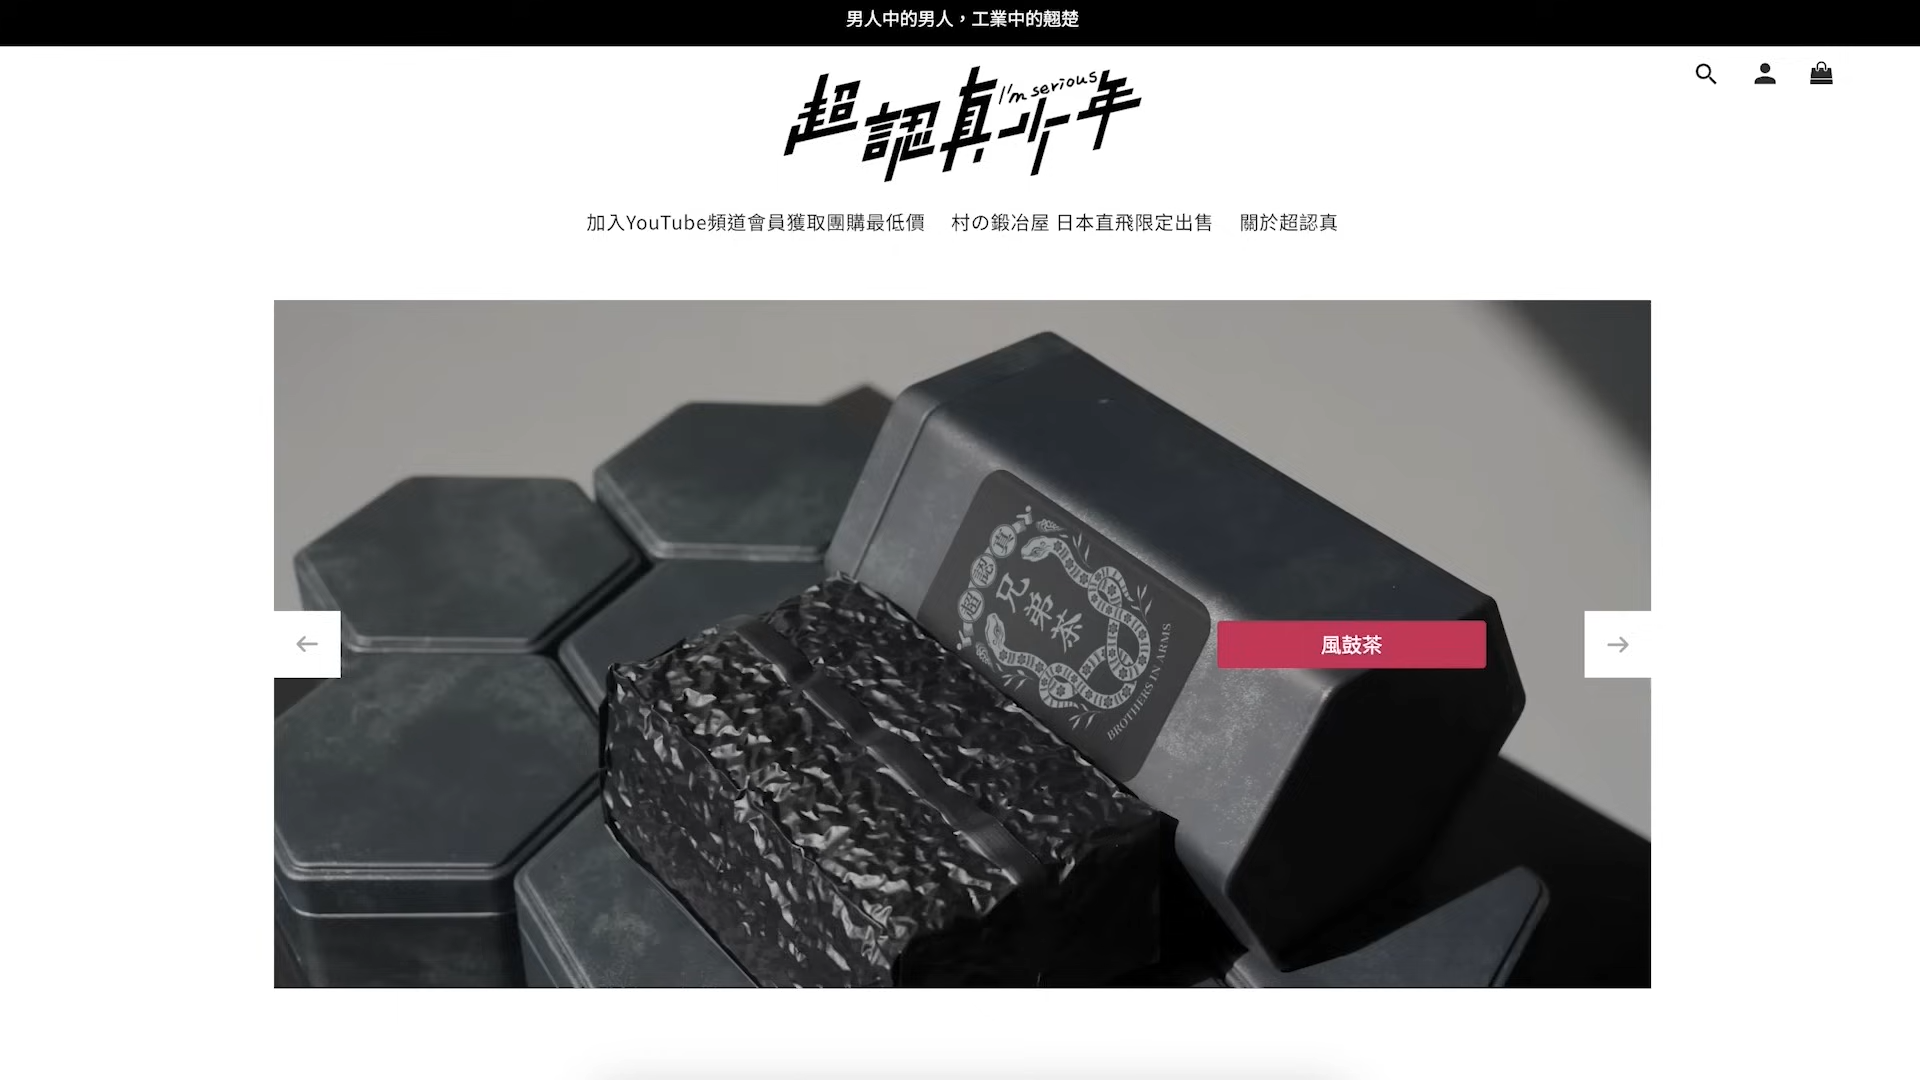 男人中的男人，工業中的翹楚
超認真少年
I'm serious
加入YouTube頻道會員獲取團購最低價
村の鍛冶屋 日本直飛限定出售
關於超認真
超認真
兄弟茶
BROTHERS IN ARMS
風鼓茶